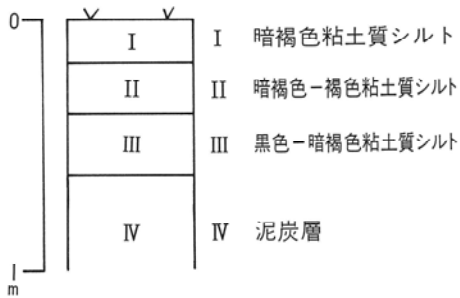 0
I I 暗褐色粘土質シルト
II II 暗褐色－褐色粘土質シルト
III III 黒色－暗褐色粘土質シルト
IV IV 泥炭層
1
m